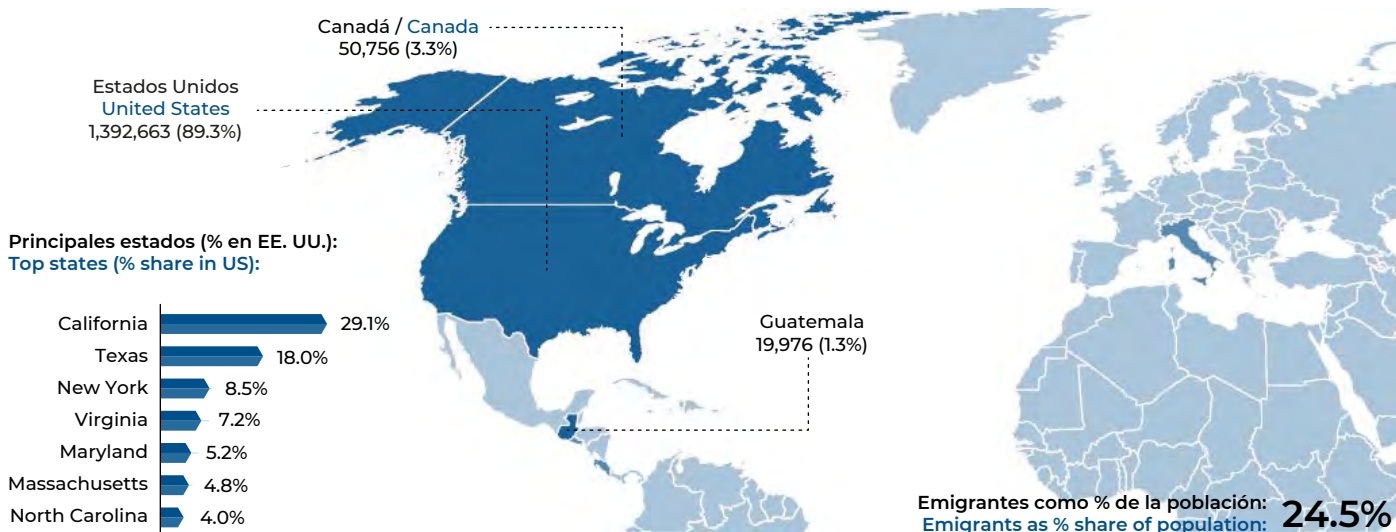 Canadá / Canada
50,756 (3.3%)
Estados Unidos
United States
1,392,663 (89.3%)
Principales estados (% en EE. UU.):
Top states (% share in US):
California 29.1%
Texas 18.0%
New York 8.5%
Virginia 7.2%
Maryland 5.2%
Massachusetts 4.8%
North Carolina 4.0%
Guatemala
19,976 (1.3%)
Emigrantes como % de la población: 24.5%
Emigrants as % share of population: